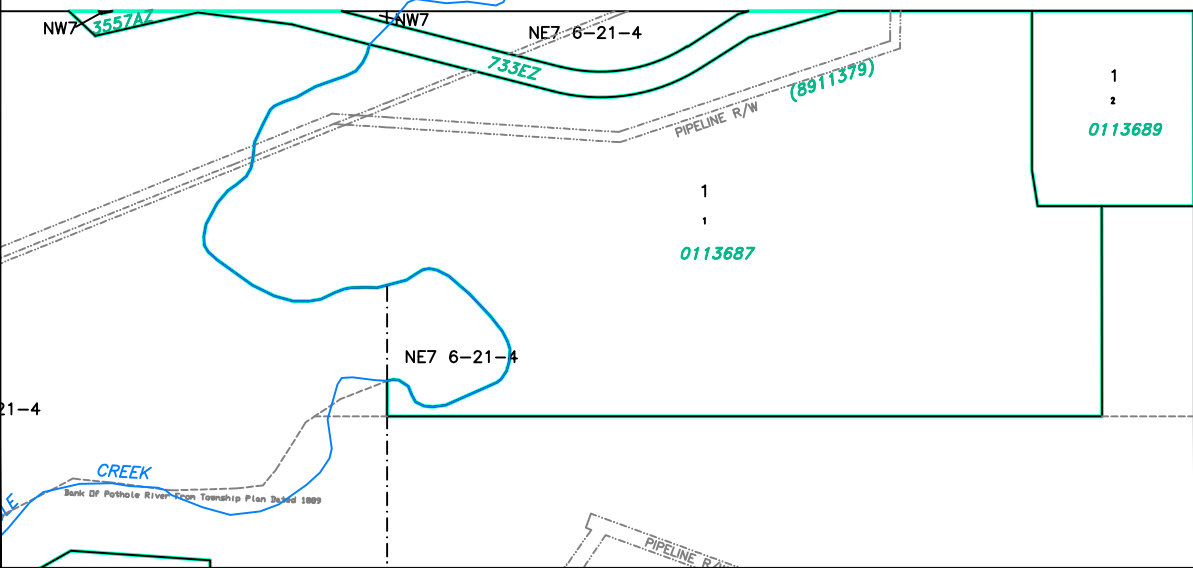 NW7
3557AZ
NW7
NE7 6-21-4
733EZ
(8911379)
PIPELINE R/W
1
2
0113689
1
1
0113687
NE7 6-21-4
21-4
CREEK
Bank Of Pothole River From Township Plan Dated 1889
LE
PIPELINE R/W